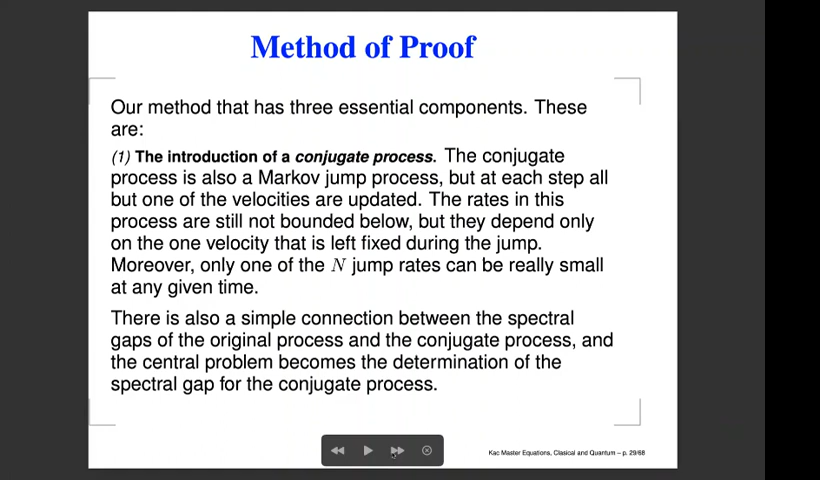 Method of Proof
Our method that has three essential components. These
are:
(1) The introduction of a conjugate process. The conjugate
process is also a Markov jump process, but at each step all
but one of the velocities are updated. The rates in this
process are still not bounded below, but they depend only
on the one velocity that is left fixed during the jump.
Moreover, only one of the N jump rates can be really small
at any given time.
There is also a simple connection between the spectral
gaps of the original process and the conjugate process, and
the central problem becomes the determination of the
spectral gap for the conjugate process.
Kac Master Equations, Clasical and Quantum – p. 29/68